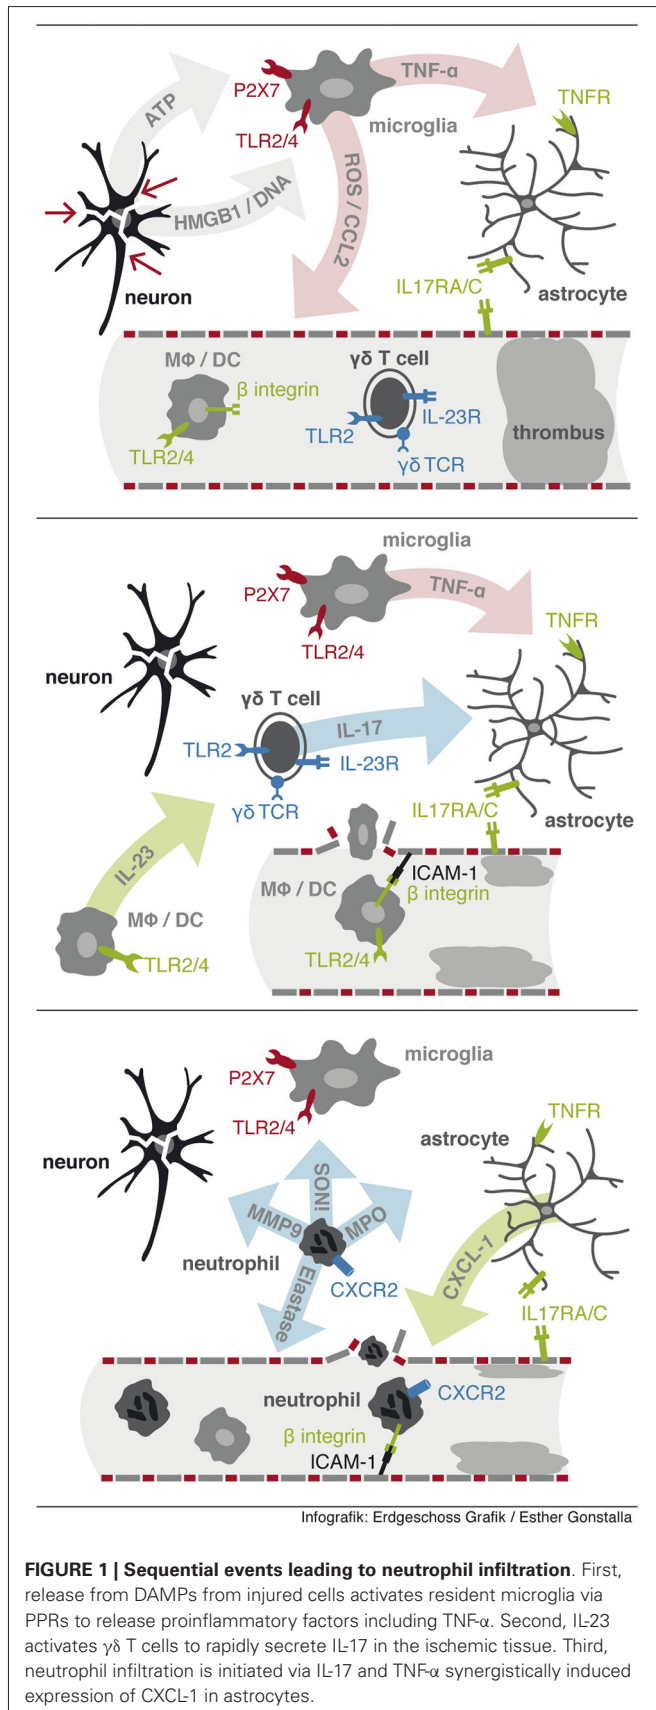 ATP
P2X7
TNF-α
TNFR
TLR2/4
microglia
HMGB1 / DNA
ROS / CCL2
neuron
IL17RA/C
astrocyte
MΦ / DC
γδ T cell
β integrin
IL-23R
TLR2
TLR2/4
γδ TCR
thrombus
microglia
P2X7
TNF-α
TNFR
TLR2/4
neuron
γδ T cell
IL-17
TLR2
IL-23R
γδ TCR
IL17RA/C
astrocyte
IL-23
ICAM-1
MΦ / DC
β integrin
MΦ / DC
TLR2/4
TLR2/4
microglia
P2X7
TLR2/4
TNFR
astrocyte
neuron
iNOS
MMP9
MPO
neutrophil
CXCR2
Elastase
CXCL-1
IL17RA/C
neutrophil
CXCR2
β integrin
ICAM-1
Infografik: Erdgeschoss Grafik / Esther Gonstalla
FIGURE 1 | Sequential events leading to neutrophil infiltration. First,
release from DAMPs from injured cells activates resident microglia via
PPRs to release proinflammatory factors including TNF-α. Second, IL-23
activates γδ T cells to rapidly secrete IL-17 in the ischemic tissue. Third,
neutrophil infiltration is initiated via IL-17 and TNF-α synergistically induced
expression of CXCL-1 in astrocytes.